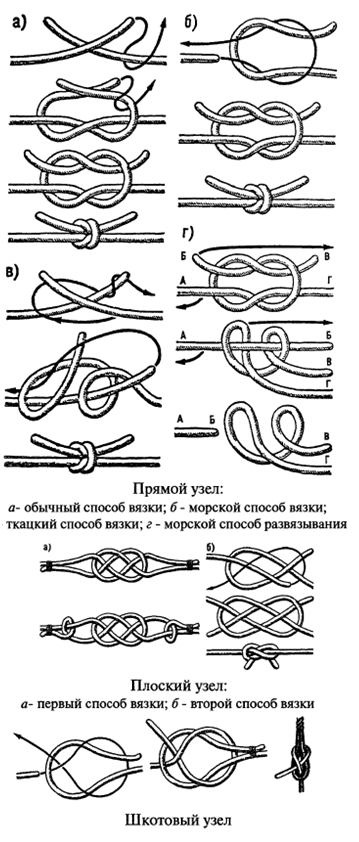 а)
б)
г)
Б
В
А
Г
в)
А
Б
В
Г
А
Б
В
Г
Прямой узел:
а- обычный способ вязки; б - морской способ вязки;
ткацкий способ вязки; г - морской способ развязывания
а)
б)
Плоский узел:
а- первый способ вязки; б - второй способ вязки
Шкотовый узел